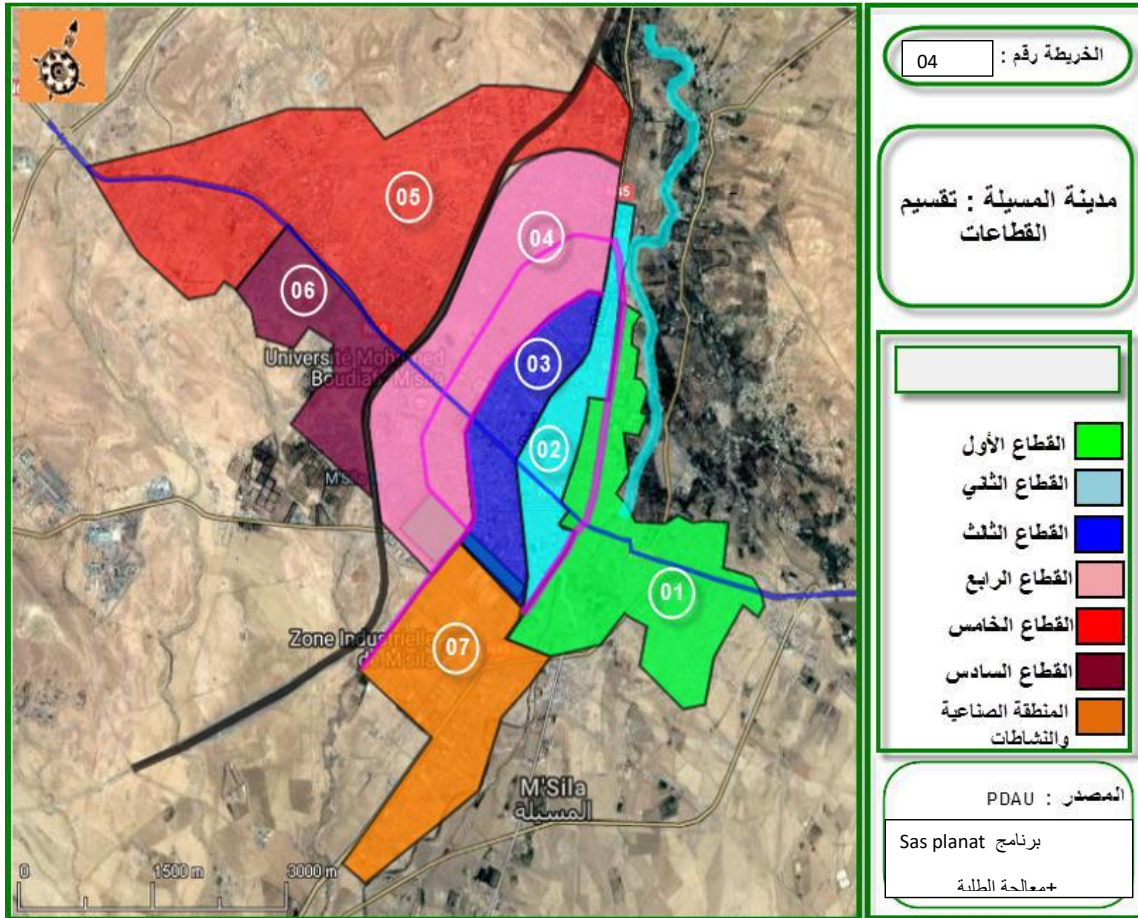 الخريطة رقم : 04
مدينة المسيلة : تقسيم
القطاعات
القطاع الأول
القطاع الثاني
القطاع الثالث
القطاع الرابع
القطاع الخامس
القطاع السادس
المنطقة الصناعية
والنشاطات
المصدر : PDAU
برنامج Sas planat
+معالجة الطلبة
05
04
06
03
02
01
07
Université Mohamed
Boudiaf M'sila
Zone Industrielle
de M'sila
M'Sila
المسيلة
0 1500 m 3000 m